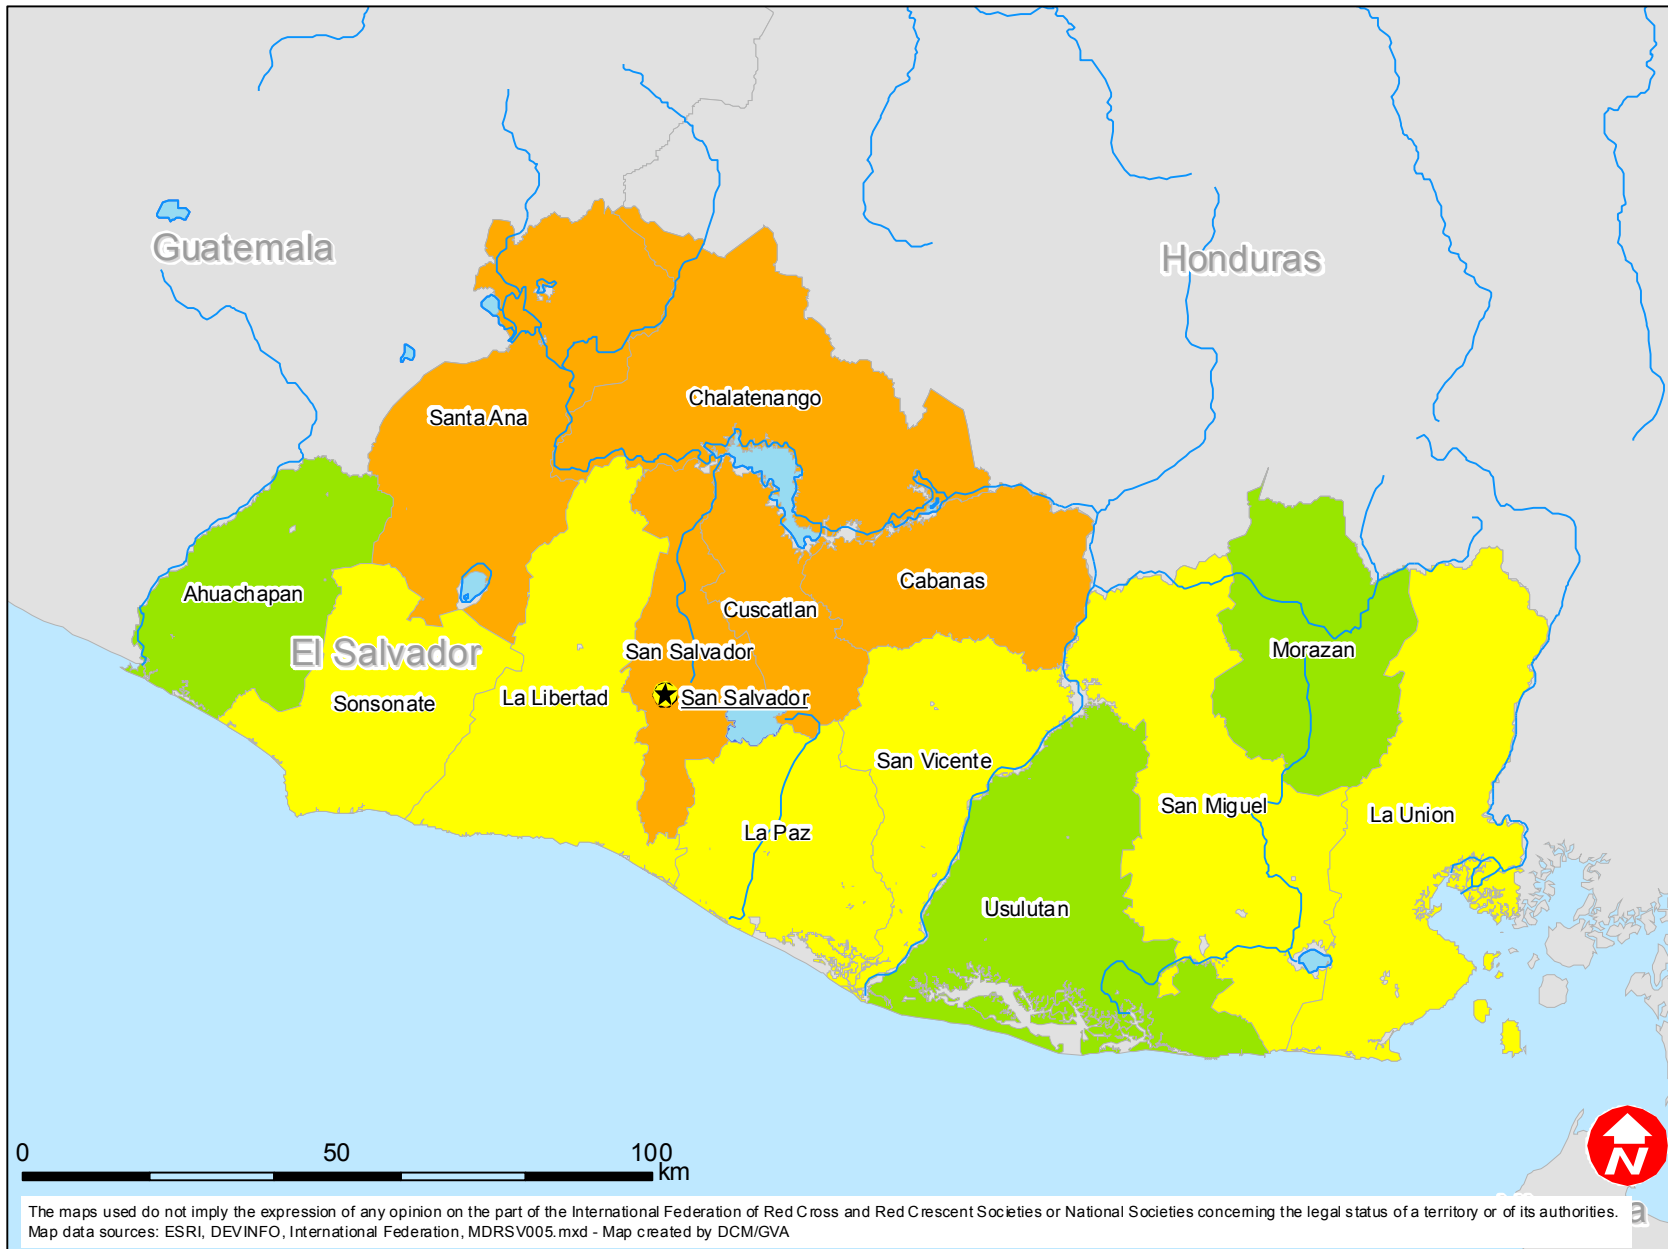 Guatemala
Honduras
Chalatenango
Santa Ana
Ahuachapan
Cabanas
Cuscatlan
El Salvador
San Salvador
Morazan
Sonsonate
La Libertad
San Salvador
San Vicente
San Miguel
La Union
La Paz
Usulutan
0 50 100
km
N
The maps used do not imply the expression of any opinion on the part of the International Federation of Red Cross and Red Crescent Societies or National Societies concerning the legal status of a territory or of its authorities.
Map data sources: ESRI, DEVINFO, International Federation, MDRSV005.mxd - Map created by DCM/GVA